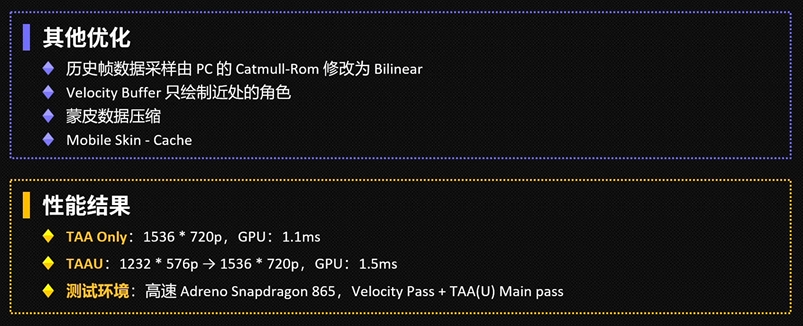 其他优化
历史帧数据采样由 PC 的 Catmull-Rom 修改为 Bilinear
Velocity Buffer 只绘制近处的角色
蒙皮数据压缩
Mobile Skin - Cache
性能结果
TAA Only：1536 * 720p，GPU：1.1ms
TAAU：1232 * 576p → 1536 * 720p，GPU：1.5ms
测试环境：高速 Adreno Snapdragon 865，Velocity Pass + TAA(U) Main pass